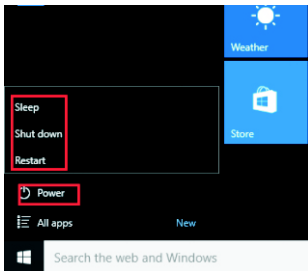 Weather
Sleep
Shut down
Store
Restart
Power
All apps New
Search the web and Windows